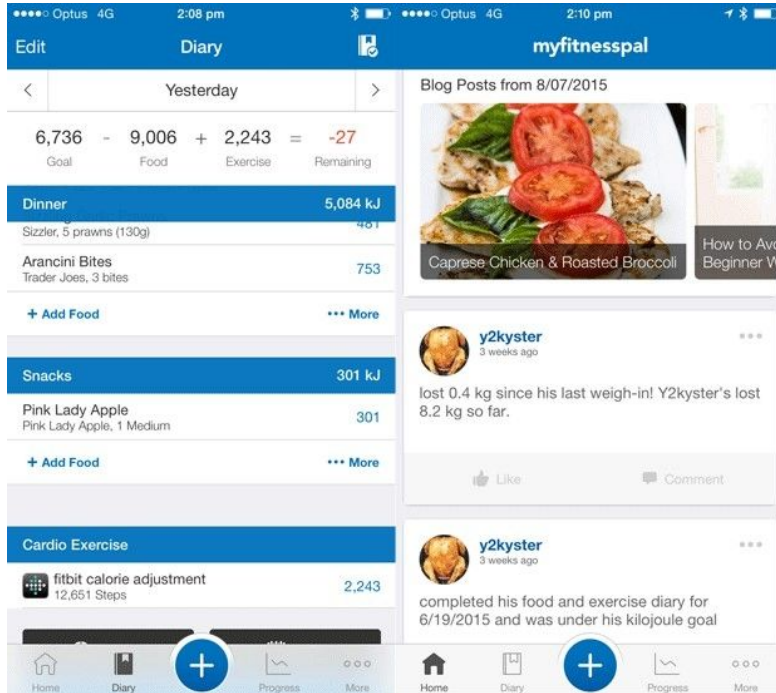 Optus 4G 2:08 pm
Edit Diary
Yesterday
6,736 - 9,006 + 2,243 = -27
Goal Food Exercise Remaining
Dinner 5,084 kJ
481
Sizzler, 5 prawns (130g)
Arancini Bites
753
Trader Joes, 3 bites
+ Add Food ••• More
Snacks 301 kJ
Pink Lady Apple
301
Pink Lady Apple, 1 Medium
+ Add Food ••• More
Cardio Exercise
fitbit calorie adjustment
2,243
12,651 Steps
Home Diary Progress More
Optus 4G 2:10 pm
myfitnesspal
Blog Posts from 8/07/2015
Caprese Chicken & Roasted Broccoli
How to Avo
Beginner W
y2kyster
3 weeks ago
lost 0.4 kg since his last weigh-in! Y2kyster's lost
8.2 kg so far.
Like Comment
y2kyster
3 weeks ago
completed his food and exercise diary for
6/19/2015 and was under his kilojoule goal
Home Diary Progress More